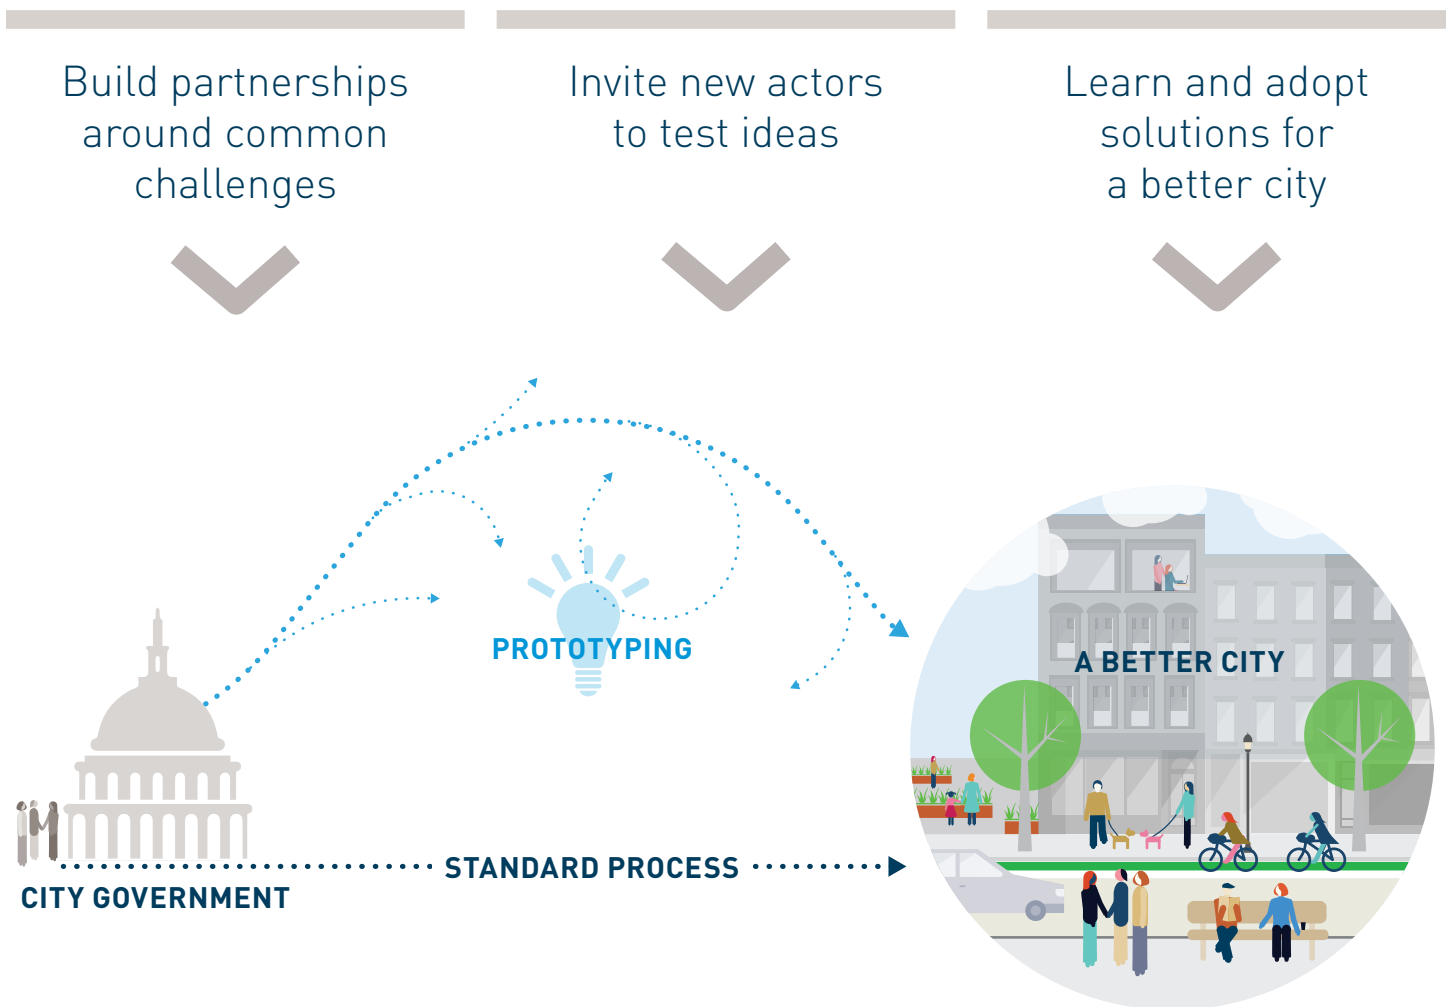 Build partnerships
around common
challenges
Invite new actors
to test ideas
Learn and adopt
solutions for
a better city
PROTOTYPING
A BETTER CITY
STANDARD PROCESS
CITY GOVERNMENT